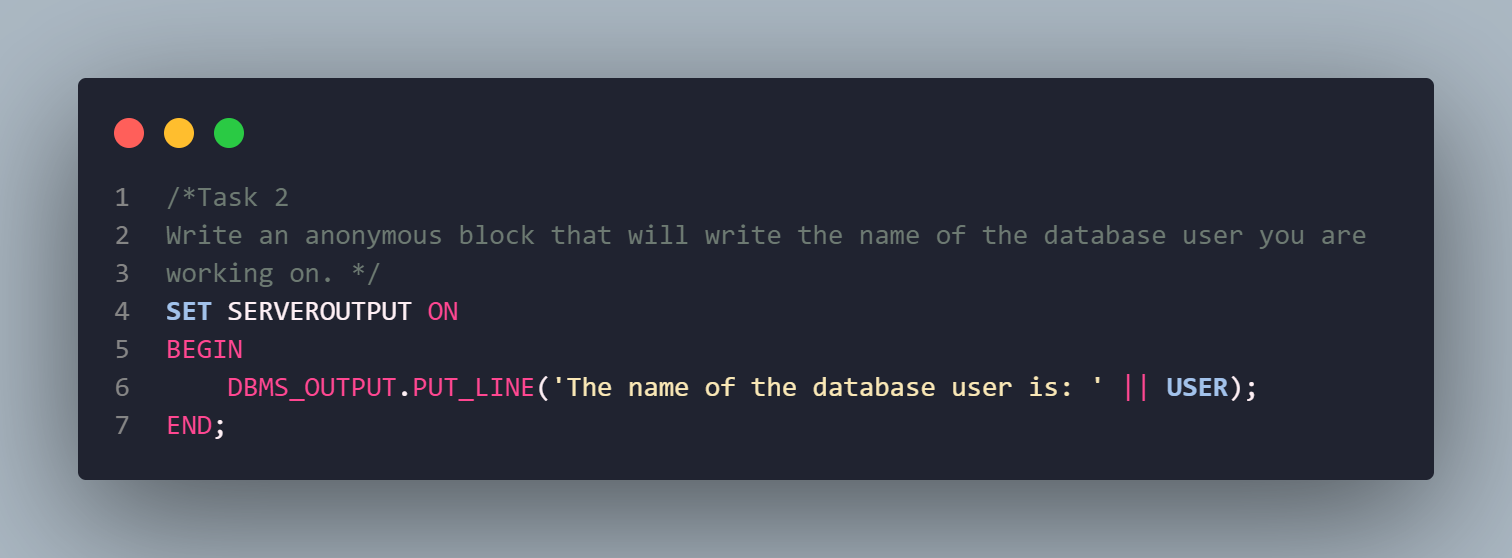 1 /*Task 2
2 Write an anonymous block that will write the name of the database user you are
3 working on. */
4 SET SERVEROUTPUT ON
5 BEGIN
6     DBMS_OUTPUT.PUT_LINE('The name of the database user is: ' || USER);
7 END;